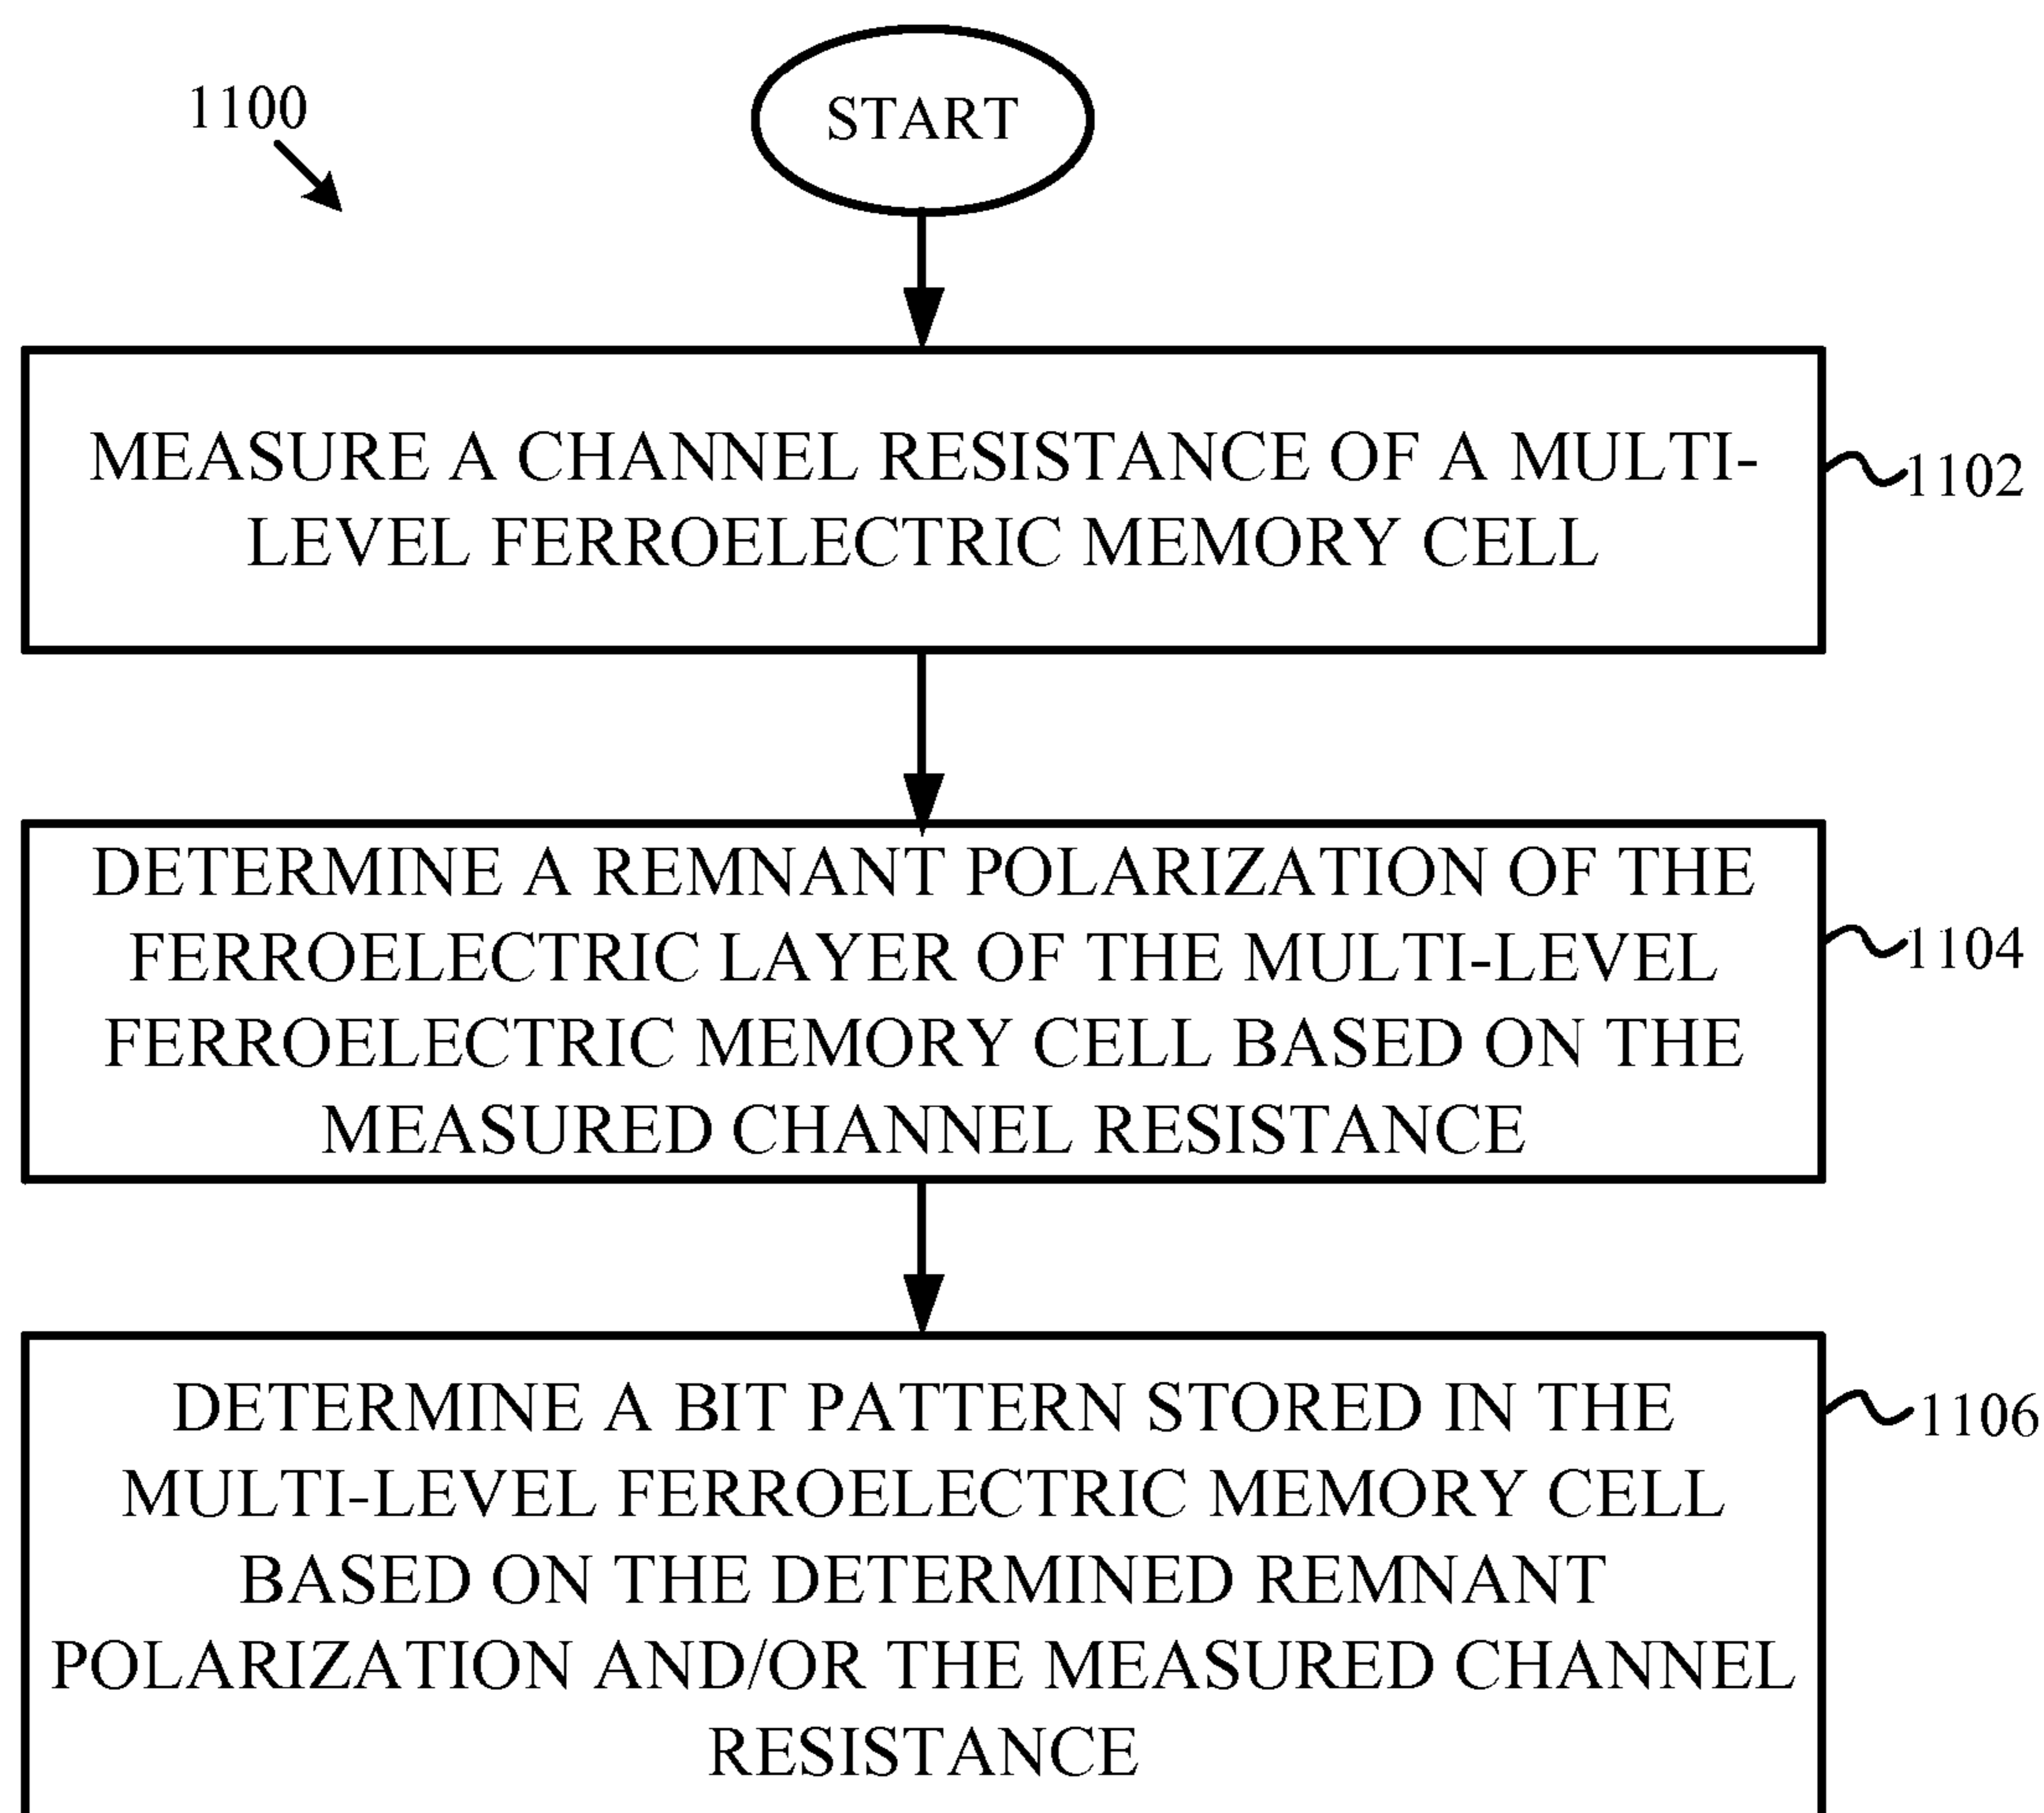 1100
START
MEASURE A CHANNEL RESISTANCE OF A MULTI-
LEVEL FERROELECTRIC MEMORY CELL
1102
DETERMINE A REMNANT POLARIZATION OF THE
FERROELECTRIC LAYER OF THE MULTI-LEVEL
FERROELECTRIC MEMORY CELL BASED ON THE
MEASURED CHANNEL RESISTANCE
1104
DETERMINE A BIT PATTERN STORED IN THE
MULTI-LEVEL FERROELECTRIC MEMORY CELL
BASED ON THE DETERMINED REMNANT
POLARIZATION AND/OR THE MEASURED CHANNEL
RESISTANCE
1106